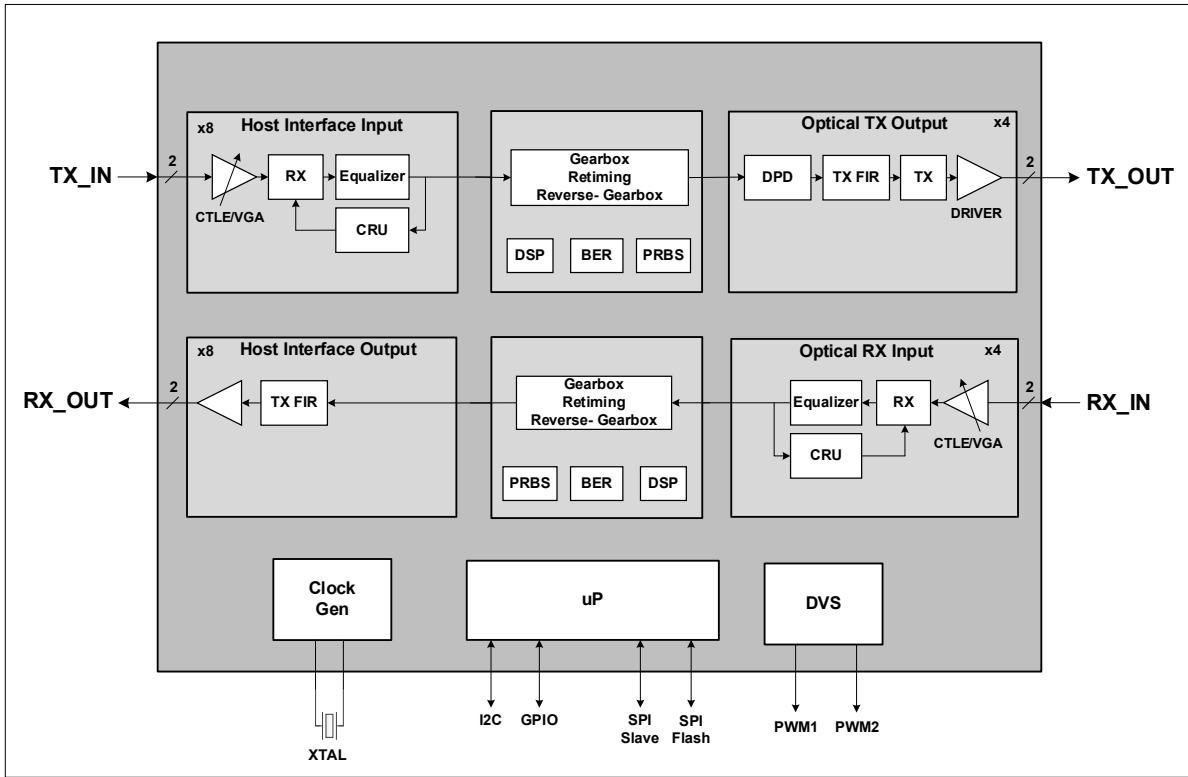 x8
Host Interface Input
TX_IN
2
CTLE/VGA
RX
Equalizer
CRU
Gearbox
Retiming
Reverse- Gearbox
DSP
BER
PRBS
Optical TX Output
x4
DPD
TX FIR
TX
DRIVER
2
TX_OUT
x8
Host Interface Output
RX_OUT
2
TX FIR
Gearbox
Retiming
Reverse- Gearbox
PRBS
BER
DSP
Optical RX Input
x4
Equalizer
RX
CTLE/VGA
CRU
2
RX_IN
Clock
Gen
XTAL
uP
I2C
GPIO
SPI
Slave
SPI
Flash
DVS
PWM1
PWM2